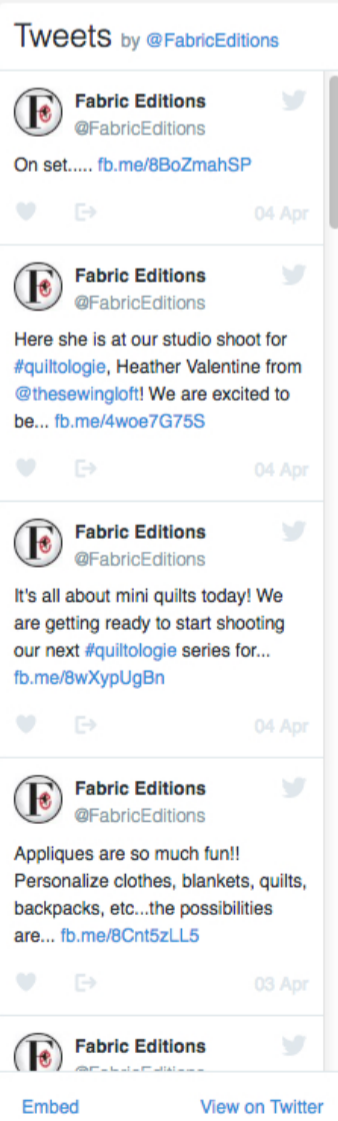 Tweets by @FabricEditions
Fabric Editions
@FabricEditions
On set..... fb.me/8BoZmahSP
04 Apr
Fabric Editions
@FabricEditions
Here she is at our studio shoot for
#quiltologie, Heather Valentine from
@thesewingloft! We are excited to
be... fb.me/4woe7G75S
04 Apr
Fabric Editions
@FabricEditions
It's all about mini quilts today! We
are getting ready to start shooting
our next #quiltologie series for...
fb.me/8wXypUgBn
04 Apr
Fabric Editions
@FabricEditions
Appliques are so much fun!!
Personalize clothes, blankets, quilts,
backpacks, etc...the possibilities
are... fb.me/8Cnt5zLL5
03 Apr
Fabric Editions
@FabricEditions
Embed View on Twitter